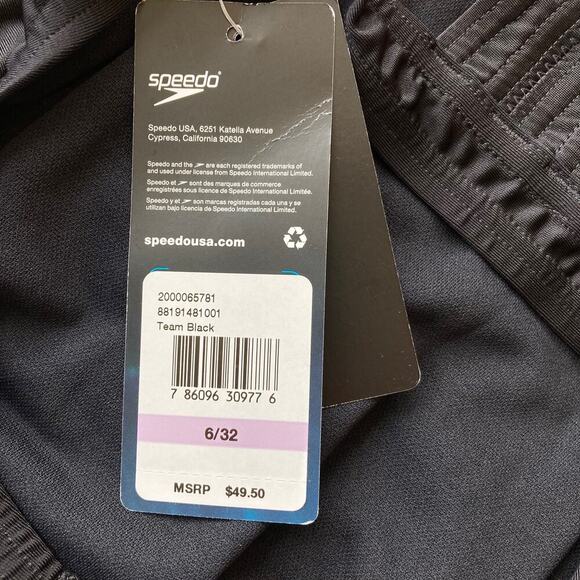 speedo®
Speedo USA, 6251 Katella Avenue
Cypress, California 90630
Speedo and the are each registered trademarks of
and used under license from Speedo International Limited.
Speedo et sont des marques de commerce
enregistrées sous licence de Speedo International Limitée.
Speedo y et son marcas registradas cada una y se
utilizan bajo licencia de Speedo International Limited.
speedousa.com
2000065781
88191481001
Team Black
7 86096 30977 6
6/32
MSRP $49.50